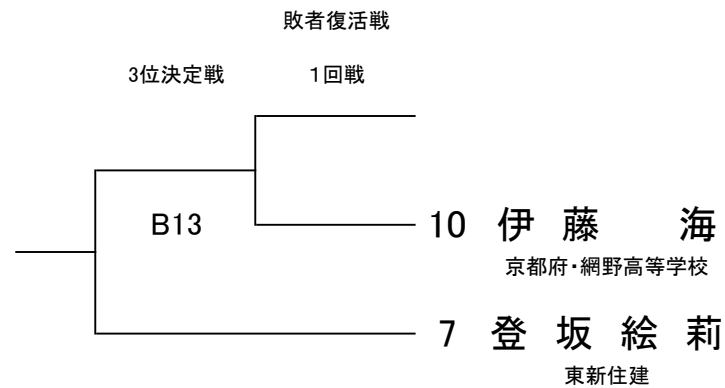 敗者復活戦
3位決定戦 1回戦
B13
10 伊藤 海
京都府・網野高等学校
7 登坂絵莉
東新住建